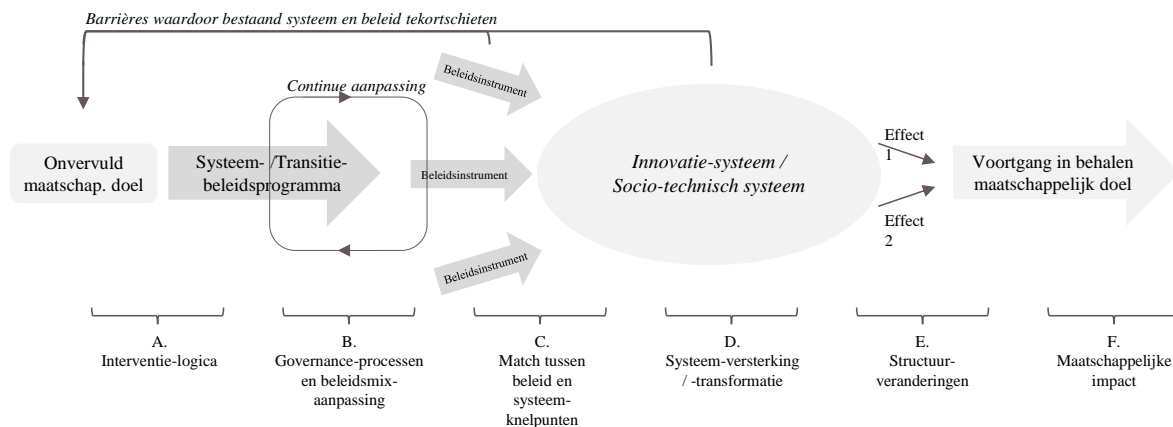 Barrières waardoor bestaand systeem en beleid tekortschieten
Beleidsinstrument
Continue aanpassing
Onvervuld
maatschap. doel
Systeem- /Transitie-
beleidsprogramma
Beleidsinstrument
Innovatie-systeem /
Socio-technisch systeem
Effect
1
Effect
2
Voortgang in behalen
maatschappelijk doel
Beleidsinstrument
A.
Interventie-logica
B.
Governance-processen
en beleidsmix-
aanpassing
C.
Match tussen
beleid en
systeem-
knelpunten
D.
Systeem-versterking
/ -transformatie
E.
Structuur-
veranderingen
F.
Maatschappelijke
impact